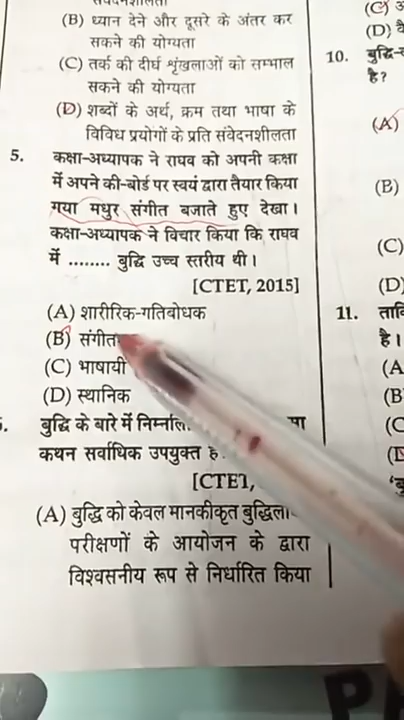 (B) ध्यान देने और दूसरे के अंतर कर
सकने की योग्यता
(C) तर्क की दीर्घ शृंखलाओं को सम्भाल
सकने की योग्यता
(D) शब्दों के अर्थ, क्रम तथा भाषा के
विविध प्रयोगों के प्रति संवेदनशीलता
5. कक्षा-अध्यापक ने राघव को अपनी कक्षा
में अपने की-बोर्ड पर स्वयं द्वारा तैयार किया
गया मधुर संगीत बजाते हुए देखा।
कक्षा-अध्यापक ने विचार किया कि राघव
में ........ बुद्धि उच्च स्तरीय थी।
[CTET, 2015]
(A) शारीरिक-गतिबोधक
(B) संगीत
(C) भाषायी
(D) स्थानिक
बुद्धि के बारे में
कथन सर्वाधिक उपयुक्त है
[CTET,
(A) बुद्धि को केवल मानकीकृत
परीक्षणों के आयोजन के द्वारा
विश्वसनीय रूप से निर्धारित किया
(C)
(D)
10.
है?
(A)
(B)
(C)
(D)
11.
है।
(A
(B
(C